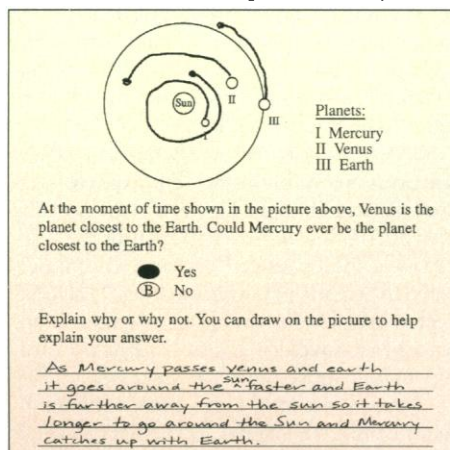 Sun
I
II
III
Planets:
I Mercury
II Venus
III Earth
At the moment of time shown in the picture above, Venus is the
planet closest to the Earth. Could Mercury ever be the planet
closest to the Earth?
Yes
B No
Explain why or why not. You can draw on the picture to help
explain your answer.
As Mercury passes venus and earth
it goes around the sun faster and Earth
is further away from the sun so it takes
longer to go around the Sun and Mercury
catches up with Earth.